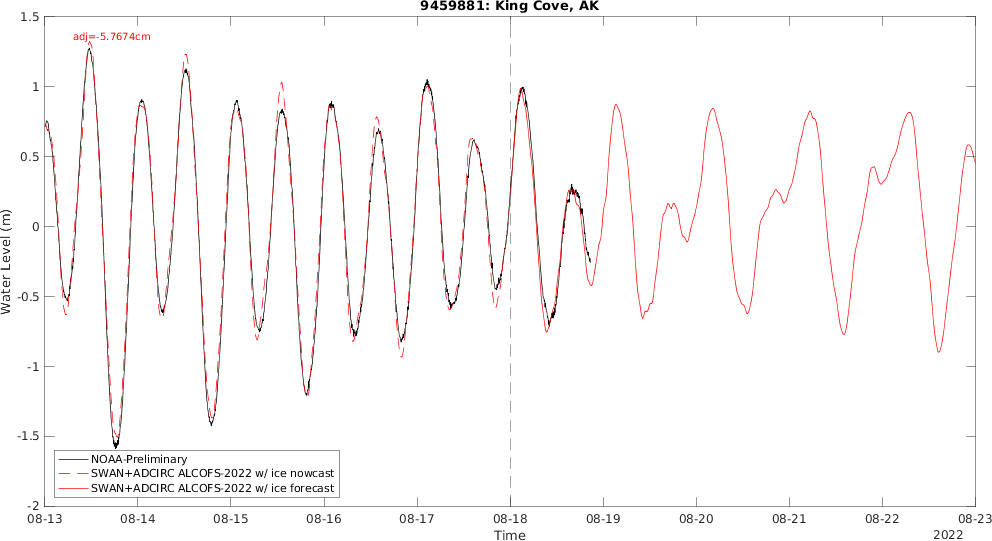 9459881: King Cove, AK
adj=-5.7674cm
1.5
1
0.5
0
-0.5
-1
-1.5
-2
Water Level (m)
NOAA-Preliminary
SWAN+ADCIRC ALCOFS-2022 w/ ice nowcast
SWAN+ADCIRC ALCOFS-2022 w/ ice forecast
08-13 08-14 08-15 08-16 08-17 08-18 08-19 08-20 08-21 08-22 08-23
Time
2022